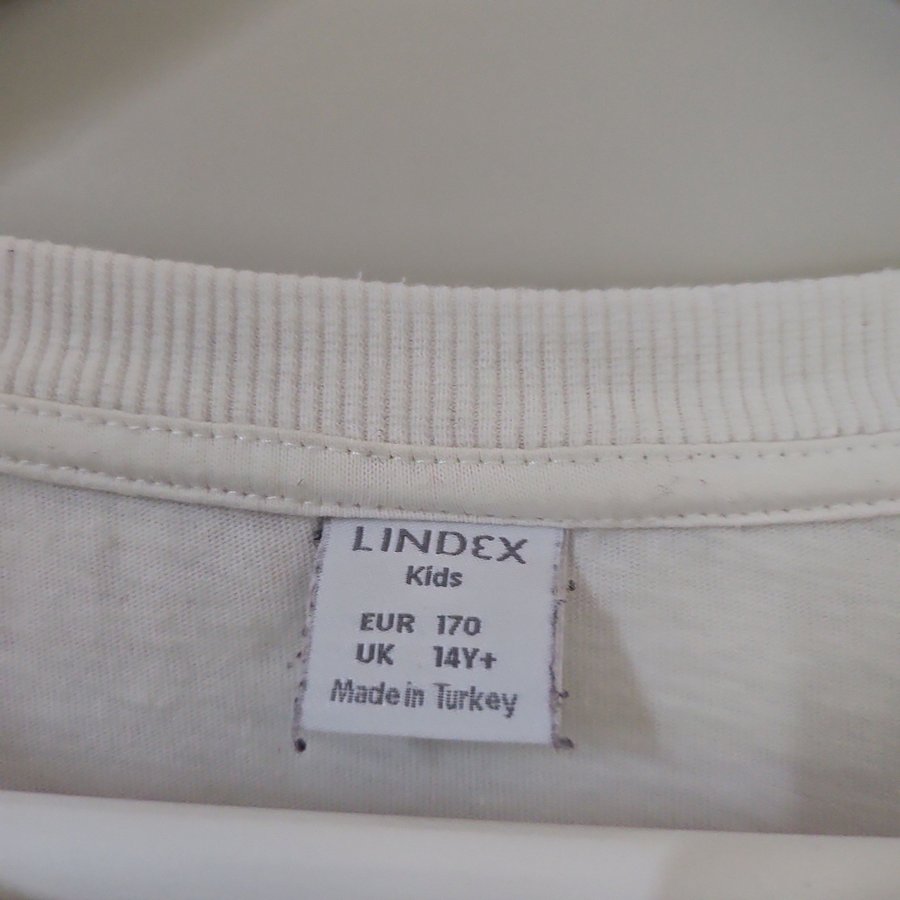 LINDEX
Kids
EUR 170
UK 14Y+
Made in Turkey